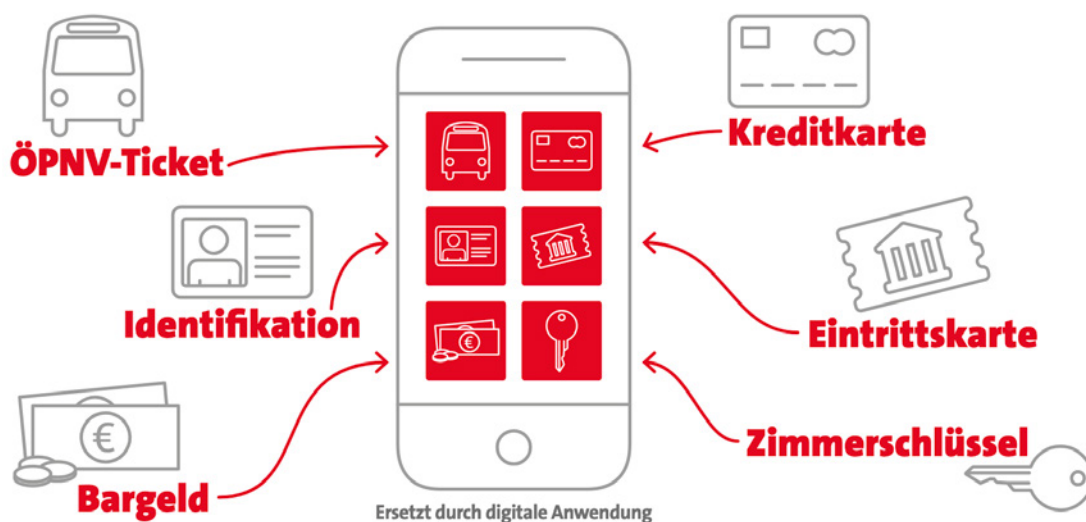 ÖPNV-Ticket
Kreditkarte
Identifikation
Eintrittskarte
Bargeld
Zimmerschlüssel
Ersetzt durch digitale Anwendung